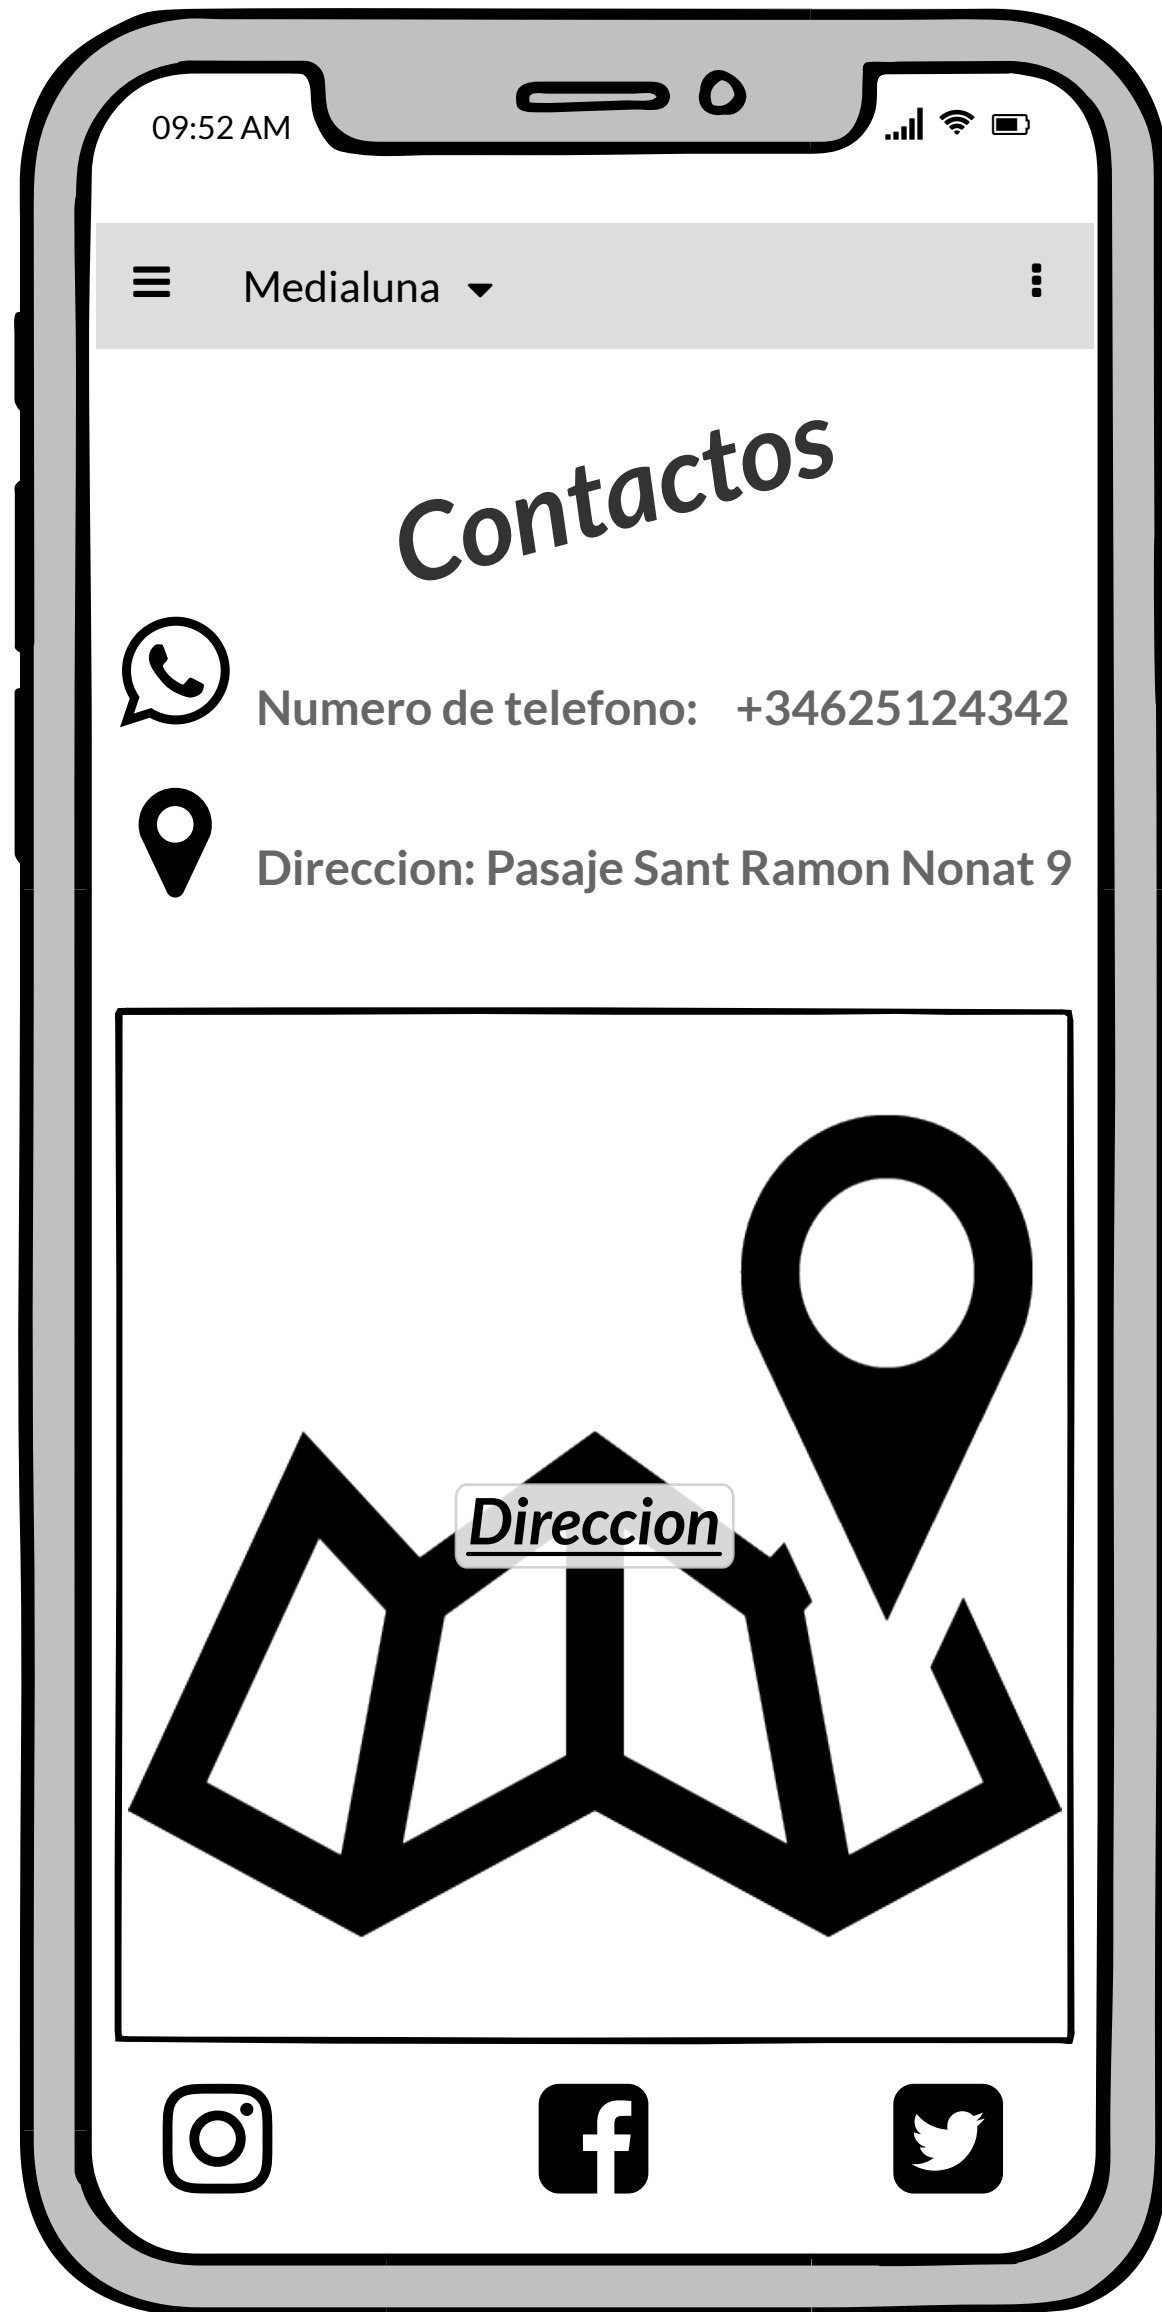 09:52 AM
Medialuna
Contactos
Numero de telefono: +34625124342
Direccion: Pasaje Sant Ramon Nonat 9
Direccion